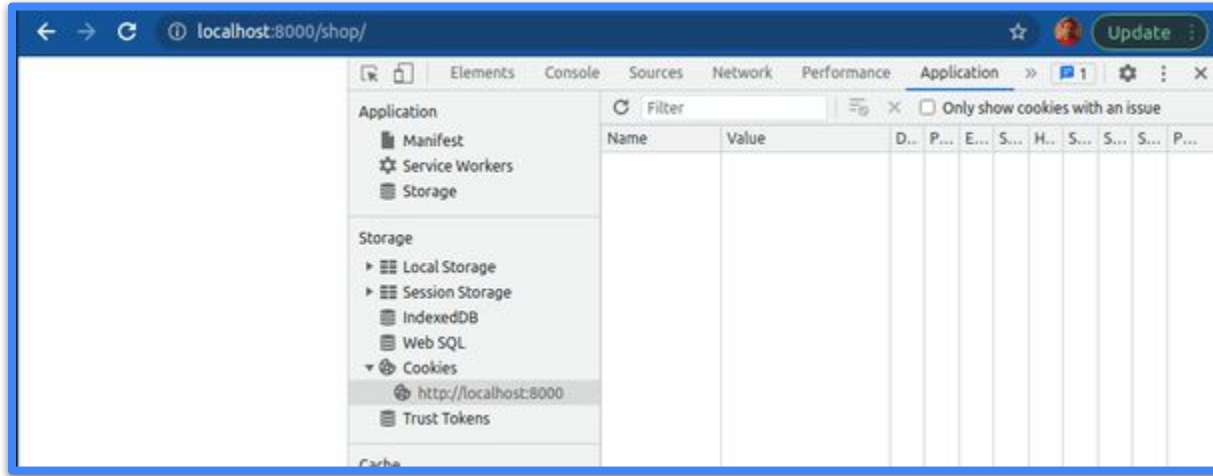 localhost:8000/shop/
Update
Elements Console Sources Network Performance Application » 1
Application
Manifest
Service Workers
Storage
Storage
Local Storage
Session Storage
IndexedDB
Web SQL
Cookies
http://localhost:8000
Trust Tokens
Cache
Filter
Only show cookies with an issue
Name Value D... P... E... S... H... S... S... S... P...